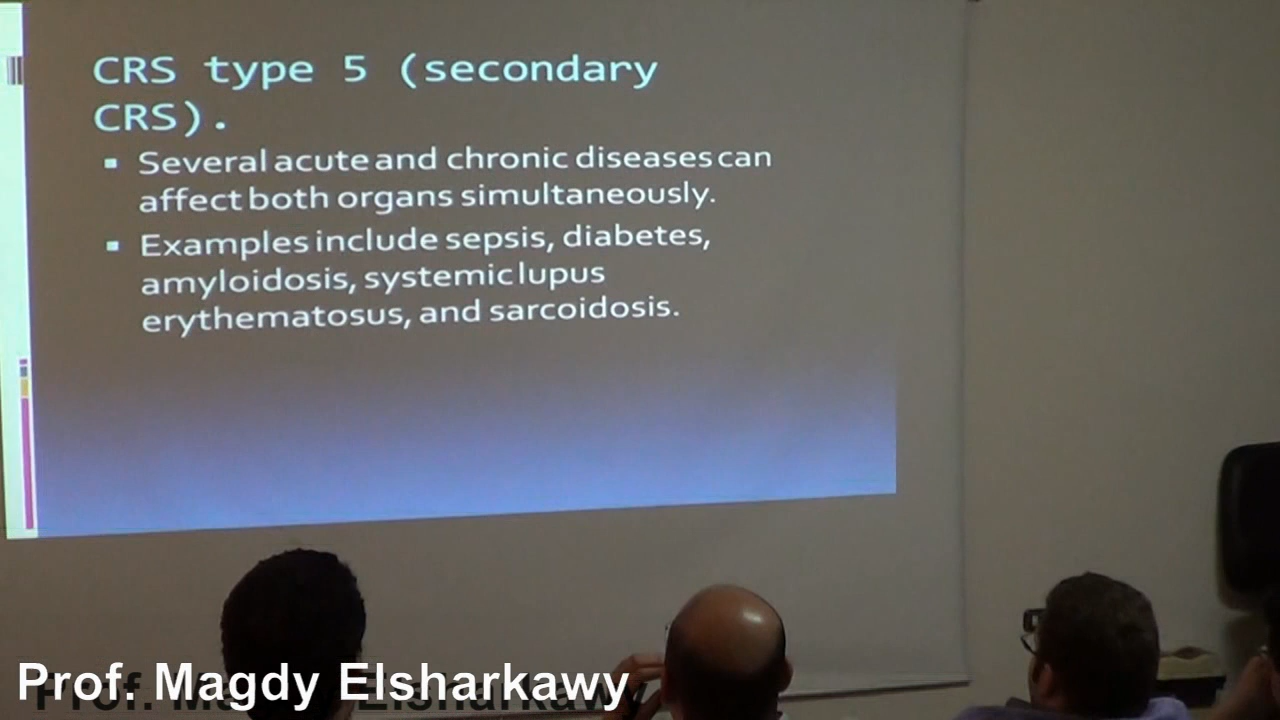 CRS type 5 (secondary
CRS).
Several acute and chronic diseases can
affect both organs simultaneously.
Examples include sepsis, diabetes,
amyloidosis, systemic lupus
erythematosus, and sarcoidosis.
Prof. Magdy Elsharkawy